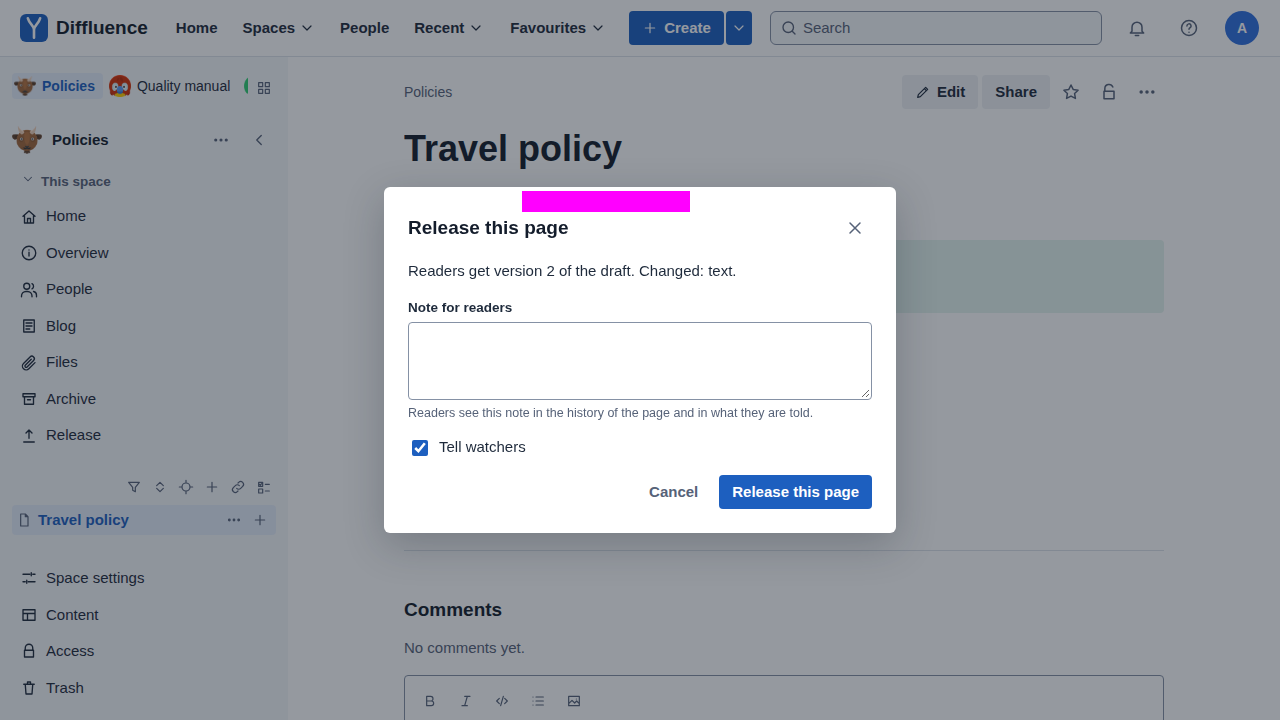 Diffluence Home Spaces People Recent Favourites Create Search A
Policies Quality manual
Policies
This space
Home
Overview
People
Blog
Files
Archive
Release
Travel policy
Space settings
Content
Access
Trash
Policies Edit Share
Travel policy
Release this page
Readers get version 2 of the draft. Changed: text.
Note for readers
Readers see this note in the history of the page and in what they are told.
Tell watchers
Cancel Release this page
Comments
No comments yet.